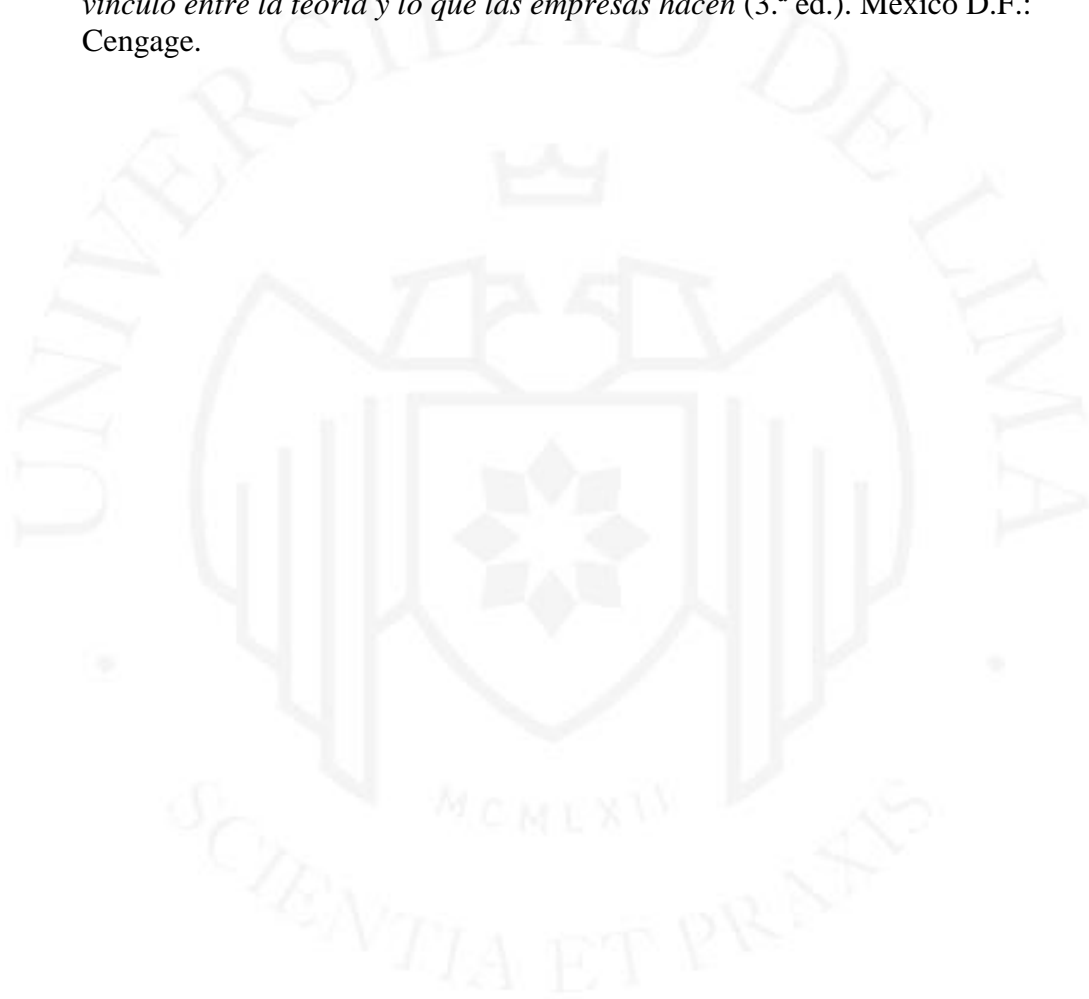 vínculo entre la teoría y lo que las empresas hacen (3.ª ed.). México D.F.:
Cengage.
UNIVERSIDAD DE LIMA
MCMLXII
SCIENTIA ET PRAXIS